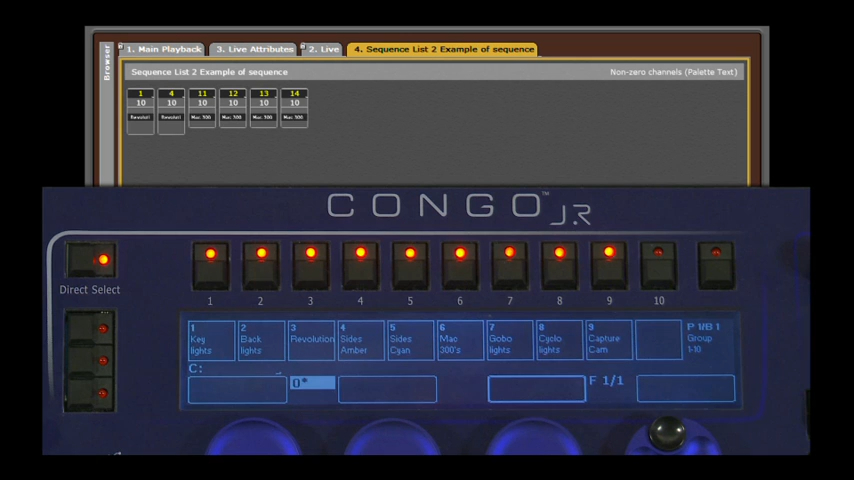 1. Main Playback 3. Live Attributes 2. Live 4. Sequence List 2 Example of sequence
Browser
Sequence List 2 Example of sequence Non-zero channels (Palette Text)
1 4 11 12 13 14
10 10 10 10 10 10
Revoluti Revoluti Mac 300 Mac 300 Mac 300 Mac 300
CONGO™ JR
Direct Select
1 2 3 4 5 6 7 8 9 10
1 Key lights
2 Back lights
3 Revolution
4 Sides Amber
5 Sides Cyan
6 Mac 300's
7 Gobo lights
8 Cyclo lights
9 Capture Cam
P 1/B 1 Group 1-10
C:
0*
F 1/1